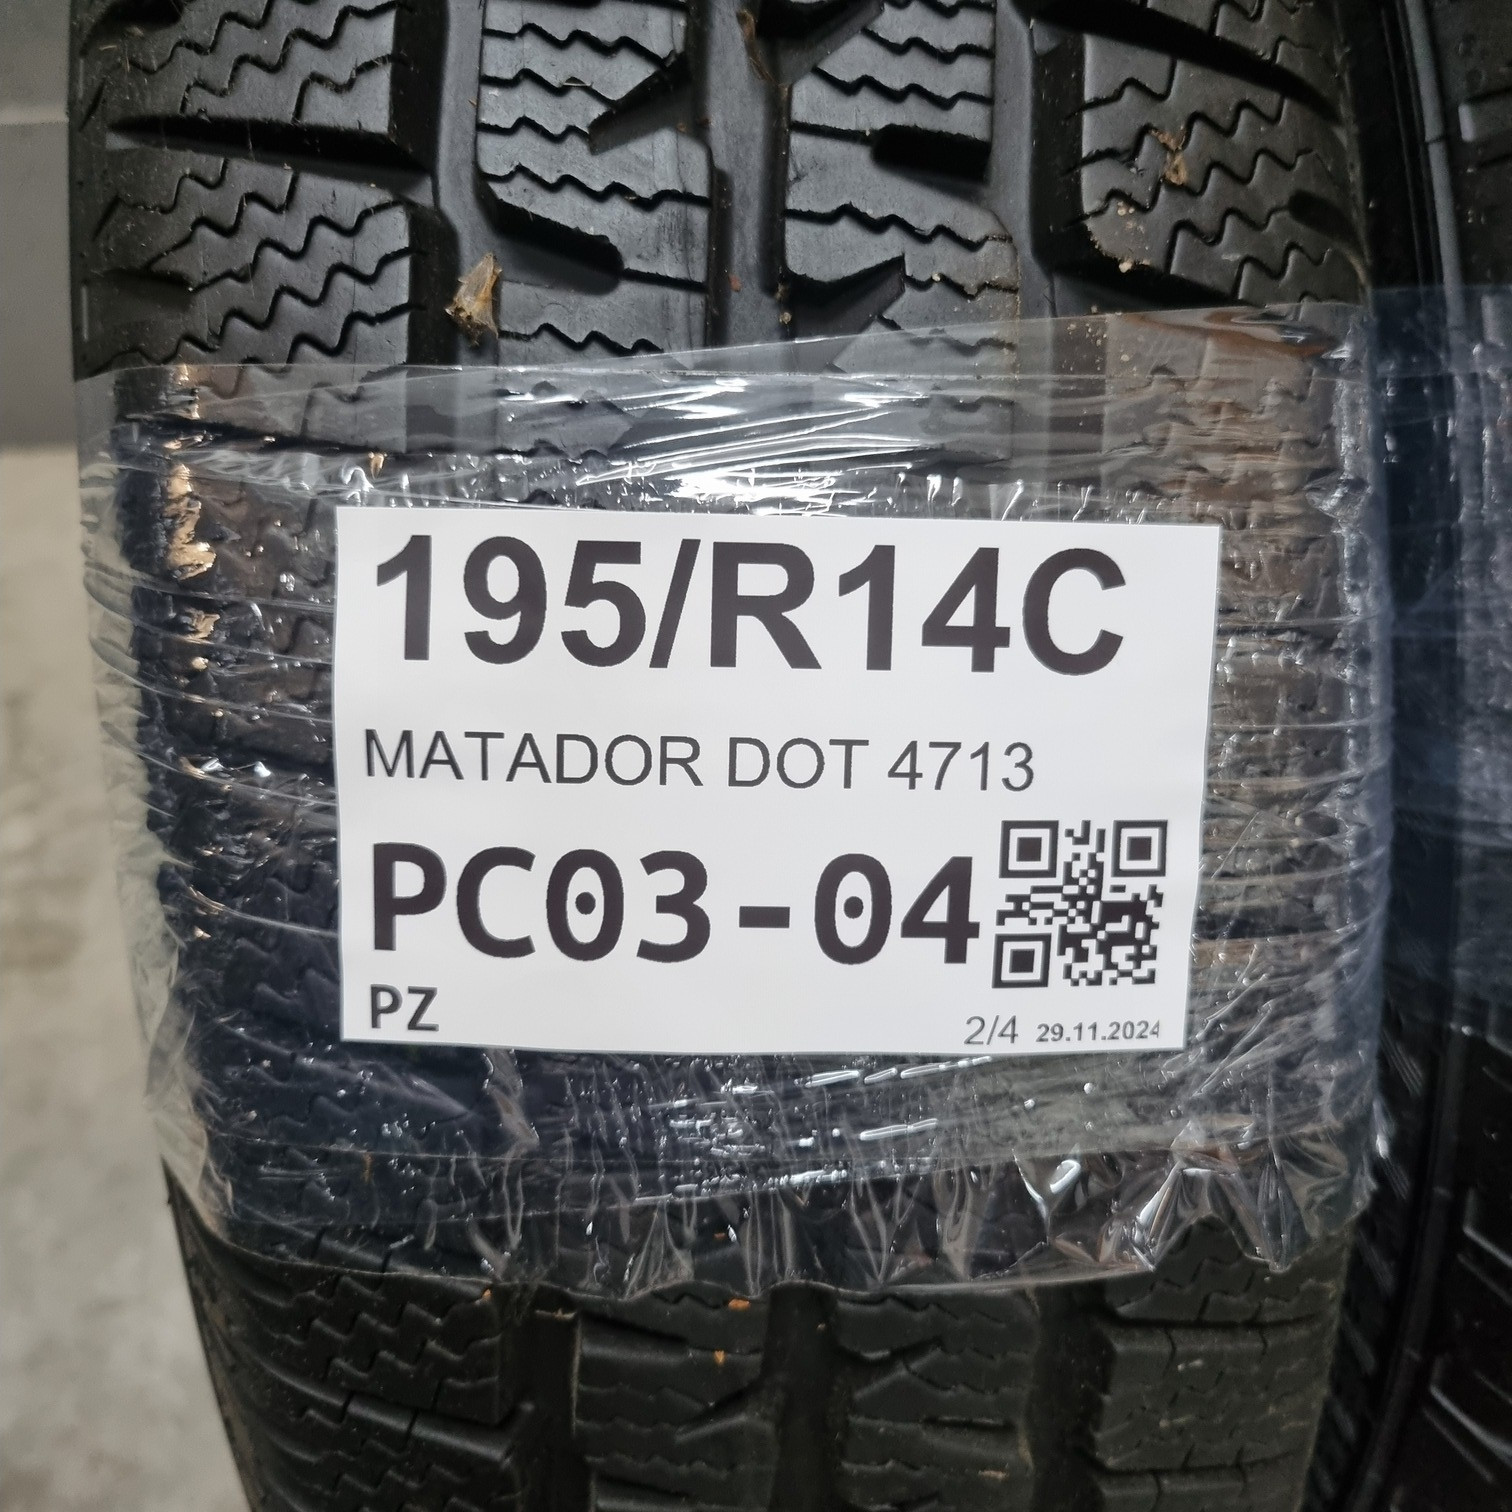 195/R14C
MATADOR DOT 4713
PC03-04
PZ
2/4 29.11.2024